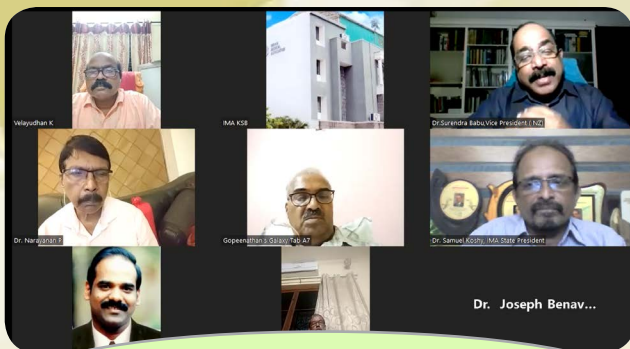 Velayudhan K
IMA KSB
Dr.Surendra Babu,Vice President ( NZ)
Dr. Narayanan P
Gopeenathan's Galaxy Tab A7
Dr. Samuel Koshy, IMA State President
Dr. Joseph Benav...